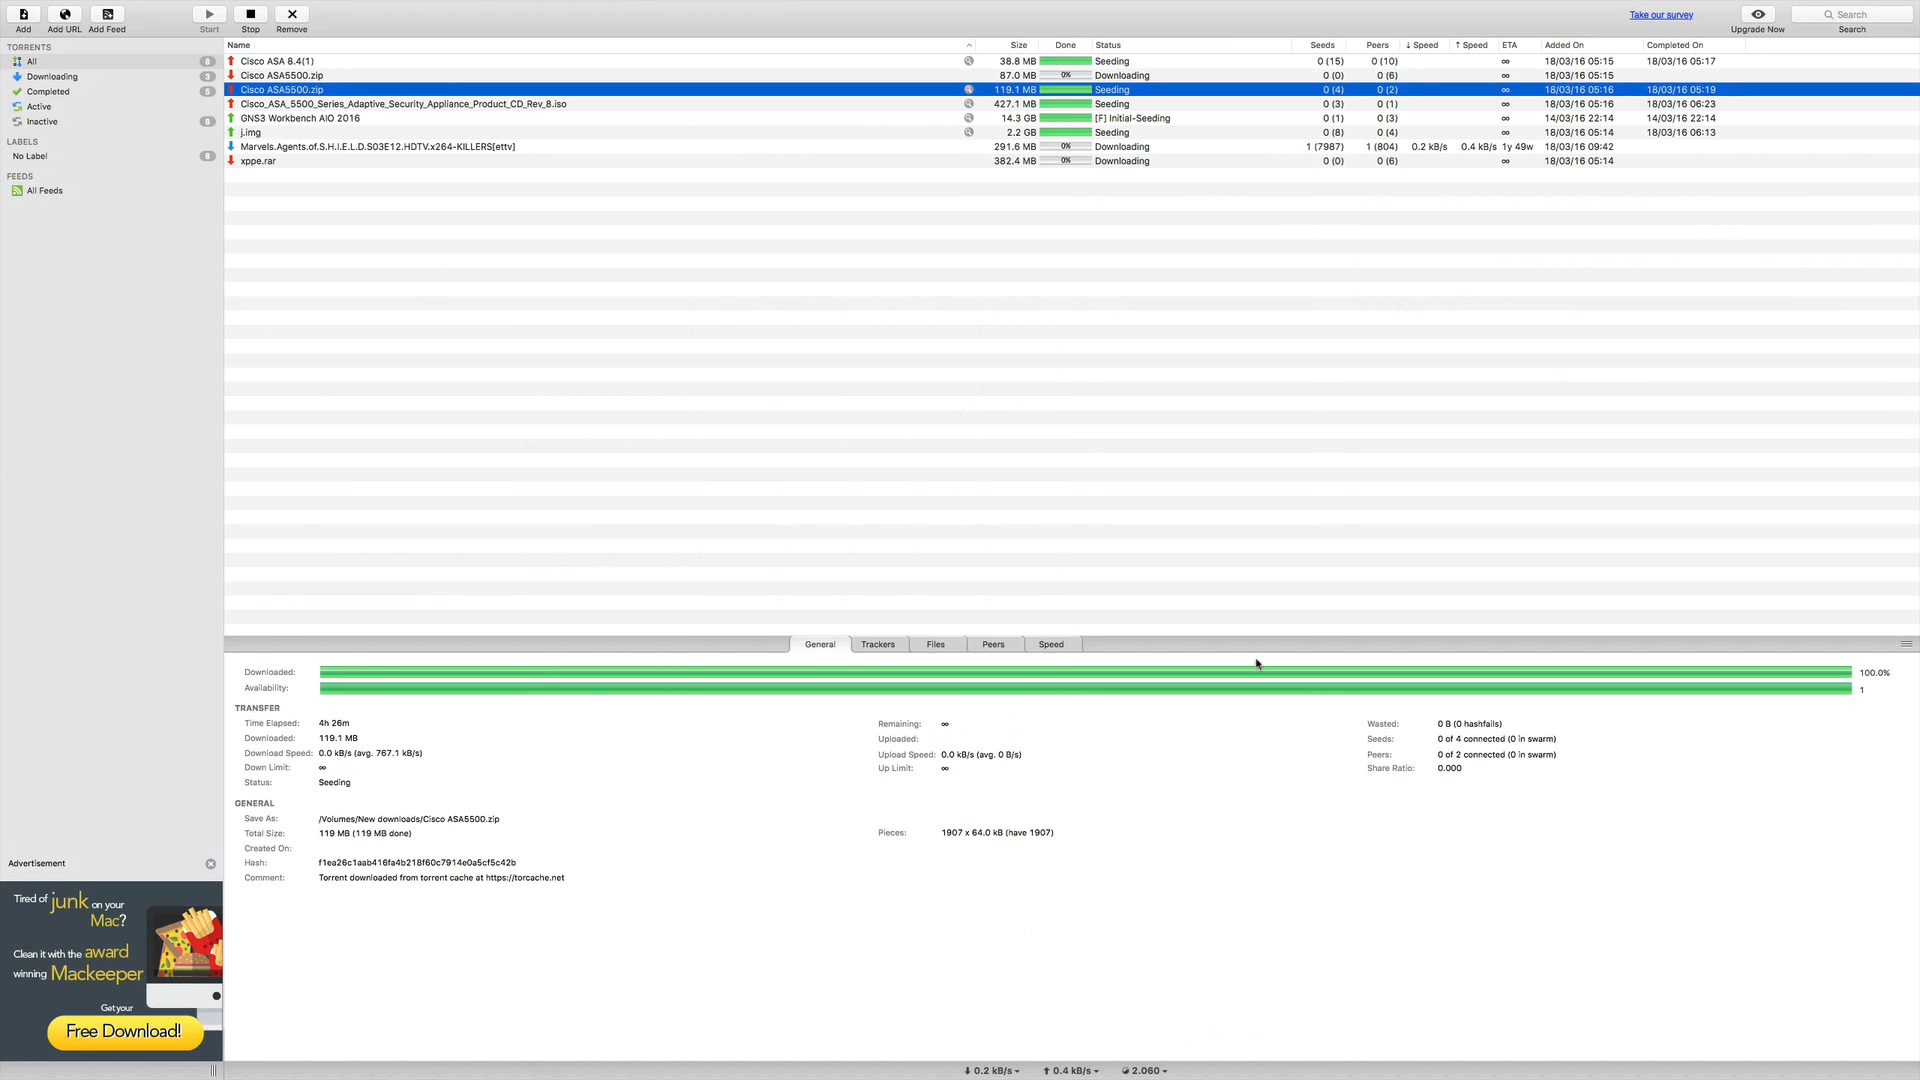 Add
Add URL
Add Feed
Start
Stop
Remove
Take our survey
Upgrade Now
Search
Search
TORRENTS
All 8
Downloading 3
Completed 5
Active
Inactive 8
LABELS
No Label 8
FEEDS
All Feeds
Name Size Done Status Seeds Peers ↓ Speed ↑ Speed ETA Added On Completed On
Cisco ASA 8.4(1) 38.8 MB Seeding 0 (15) 0 (10) ∞ 18/03/16 05:15 18/03/16 05:17
Cisco ASA5500.zip 87.0 MB 0% Downloading 0 (0) 0 (6) ∞ 18/03/16 05:15
Cisco ASA5500.zip 119.1 MB Seeding 0 (4) 0 (2) ∞ 18/03/16 05:16 18/03/16 05:19
Cisco_ASA_5500_Series_Adaptive_Security_Appliance_Product_CD_Rev_8.iso 427.1 MB Seeding 0 (3) 0 (1) ∞ 18/03/16 05:16 18/03/16 06:23
GNS3 Workbench AIO 2016 14.3 GB [F] Initial-Seeding 0 (1) 0 (3) ∞ 14/03/16 22:14 14/03/16 22:14
j.img 2.2 GB Seeding 0 (8) 0 (4) ∞ 18/03/16 05:14 18/03/16 06:13
Marvels.Agents.of.S.H.I.E.L.D.S03E12.HDTV.x264-KILLERS[ettv] 291.6 MB 0% Downloading 1 (7987) 1 (804) 0.2 kB/s 0.4 kB/s 1y 49w 18/03/16 09:42
xppe.rar 382.4 MB 0% Downloading 0 (0) 0 (6) ∞ 18/03/16 05:14
General Trackers Files Peers Speed
Downloaded: 100.0%
Availability: 1
TRANSFER
Time Elapsed: 4h 26m Remaining: ∞ Wasted: 0 B (0 hashfails)
Downloaded: 119.1 MB Uploaded: Seeds: 0 of 4 connected (0 in swarm)
Download Speed: 0.0 kB/s (avg. 767.1 kB/s) Upload Speed: 0.0 kB/s (avg. 0 B/s) Peers: 0 of 2 connected (0 in swarm)
Down Limit: ∞ Up Limit: ∞ Share Ratio: 0.000
Status: Seeding
GENERAL
Save As: /Volumes/New downloads/Cisco ASA5500.zip
Total Size: 119 MB (119 MB done) Pieces: 1907 x 64.0 kB (have 1907)
Created On:
Hash: f1ea26c1aab416fa4b218f60c7914e0a5cf5c42b
Comment: Torrent downloaded from torrent cache at https://torcache.net
Advertisement
Tired of junk on your
Mac?
Clean it with the award
winning Mackeeper
Get your
Free Download!
0.2 kB/s 0.4 kB/s 2.060